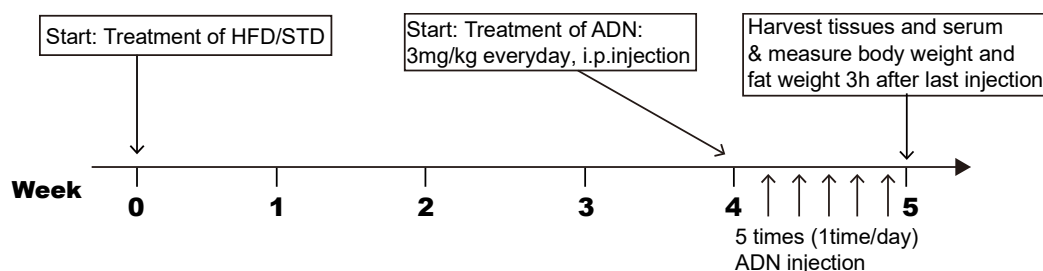 Start: Treatment of HFD/STD
Start: Treatment of ADN:
3mg/kg everyday, i.p.injection
Harvest tissues and serum
& measure body weight and
fat weight 3h after last injection
Week
0 1 2 3 4 5
5 times (1time/day)
ADN injection